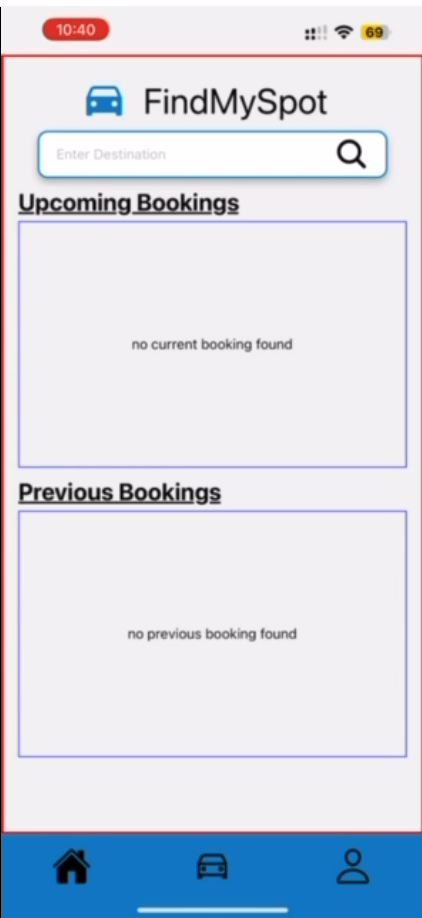 10:40
69
FindMySpot
Enter Destination
Upcoming Bookings
no current booking found
Previous Bookings
no previous booking found